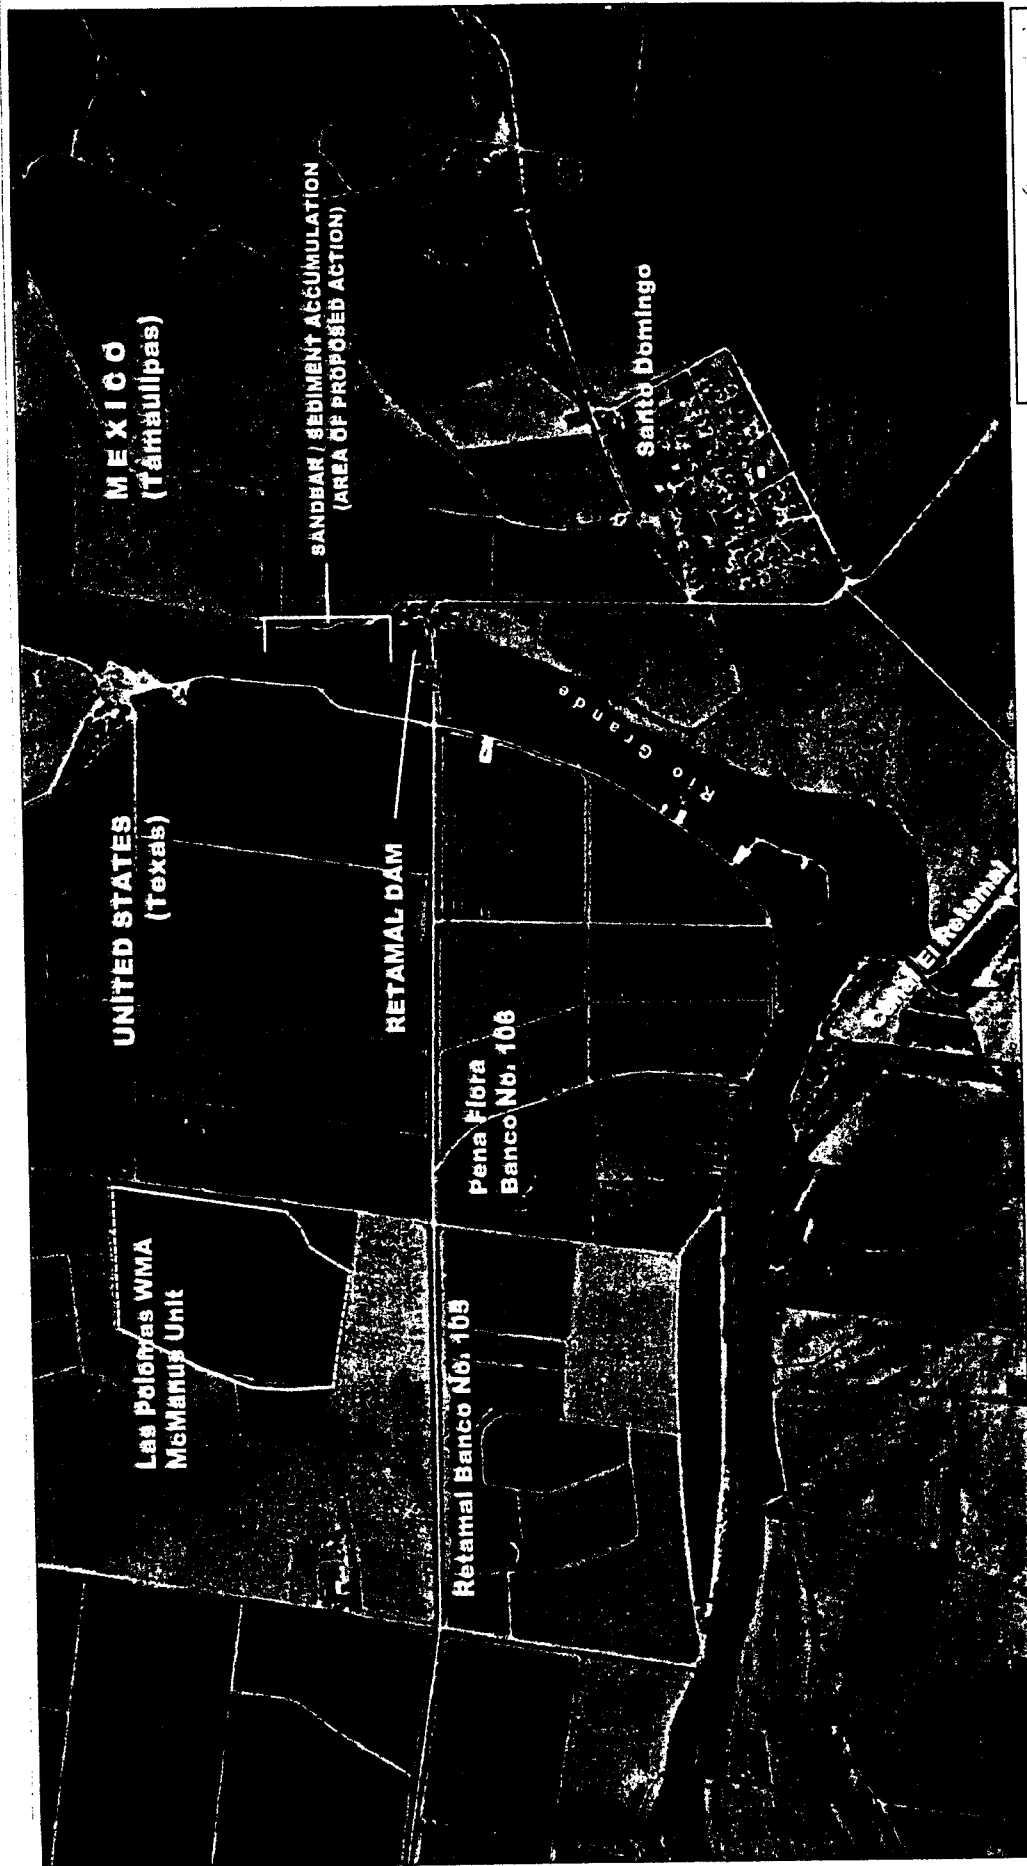 MEXICO
(Tamaulipas)
SANDBAR / SEDIMENT ACCUMULATION
(AREA OF PROPOSED ACTION)
Santo Domingo
UNITED STATES
(Texas)
RETAMAL DAM
Rio Grande
Canal El Retamal
Pena Flora
Banco No. 106
Las Palomas WMA
McManus Unit
Retamal Banco No. 105